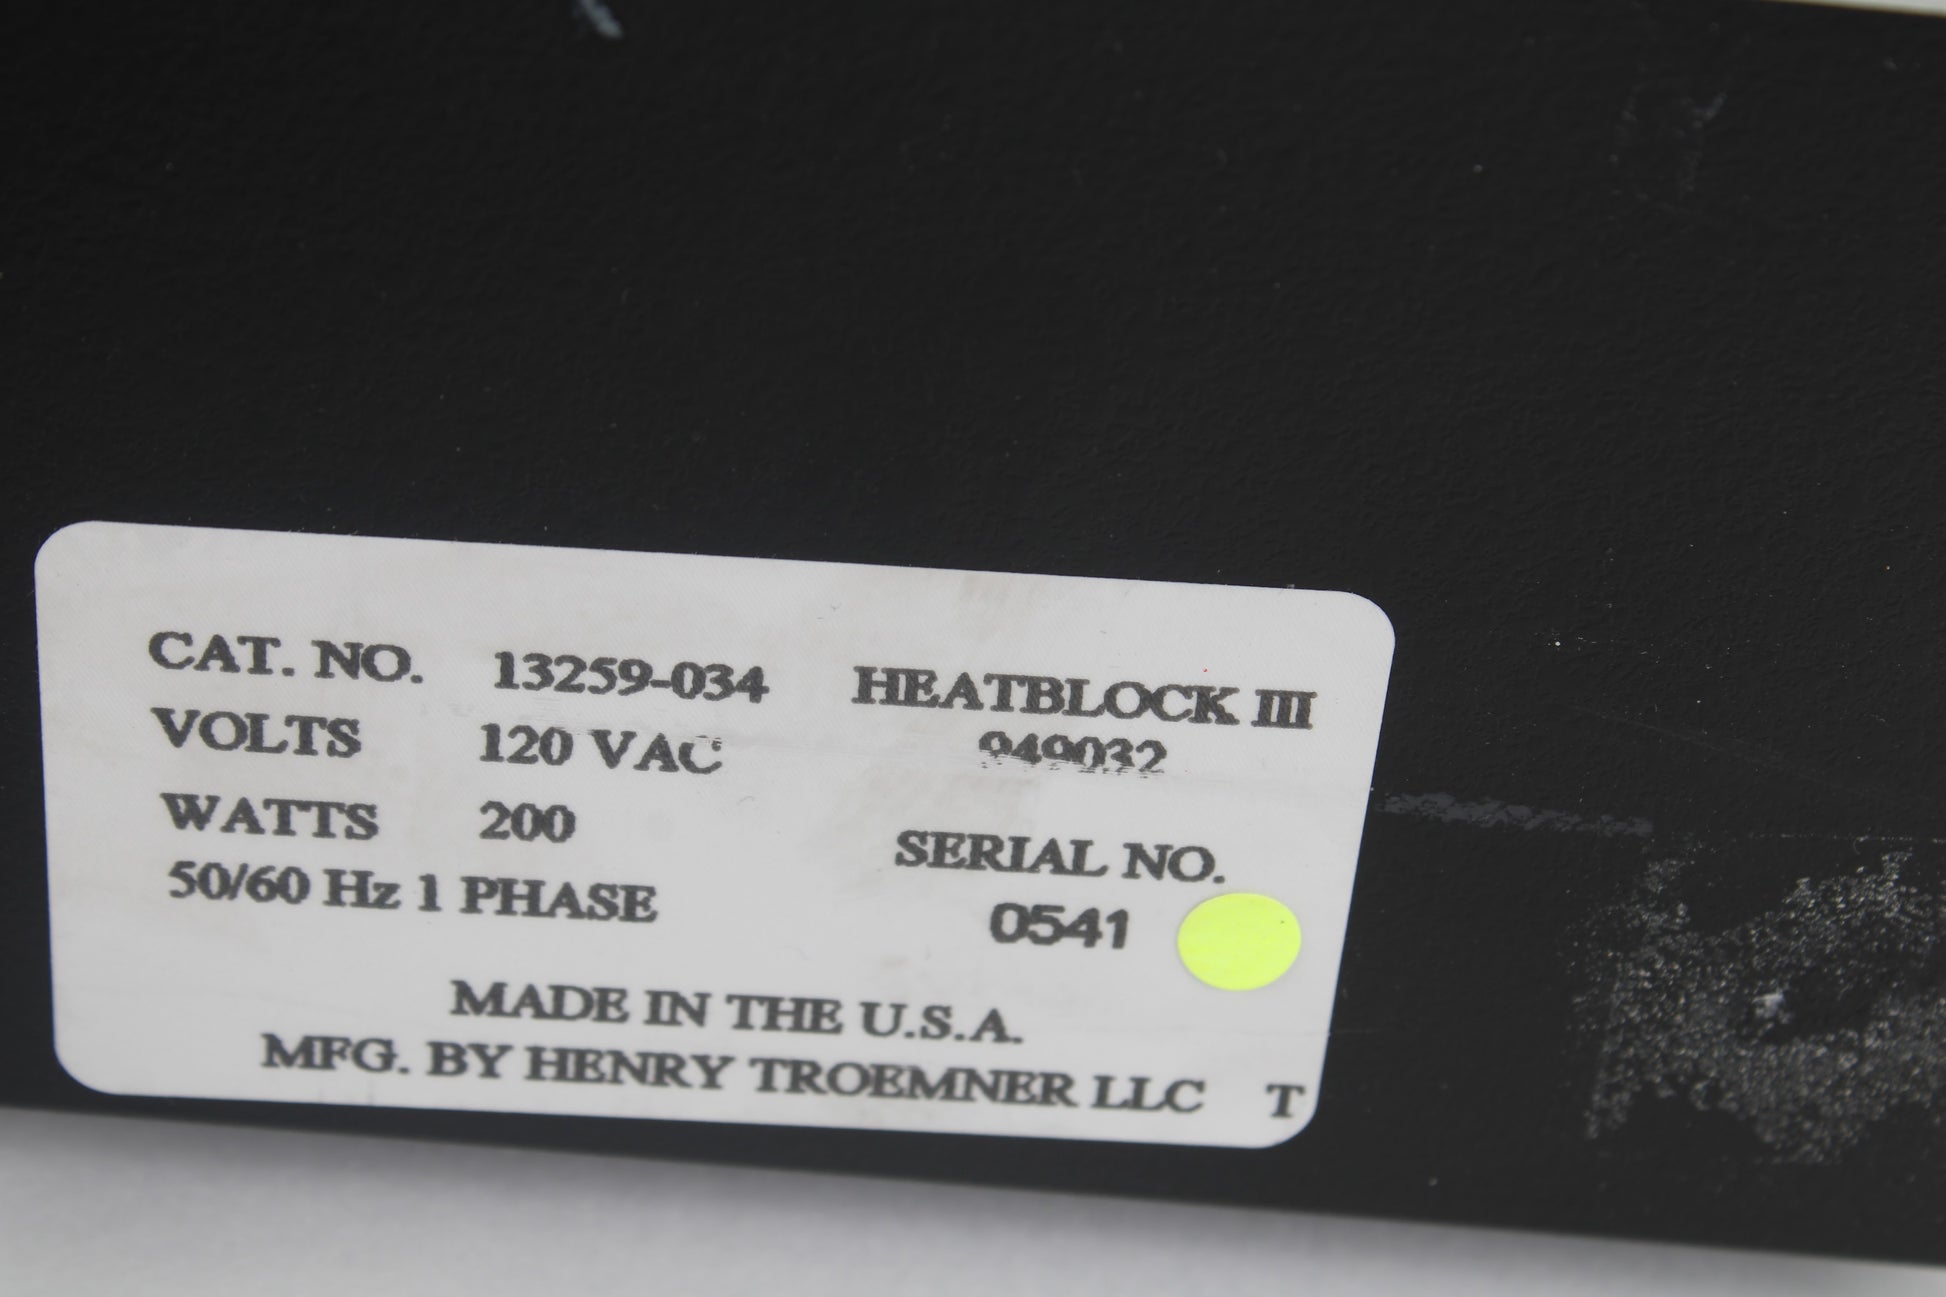 CAT. NO. 13259-034 HEATBLOCK III
VOLTS 120 VAC 949032
WATTS 200
SERIAL NO.
50/60 Hz 1 PHASE 0541
MADE IN THE U.S.A.
MFG. BY HENRY TROEMNER LLC T